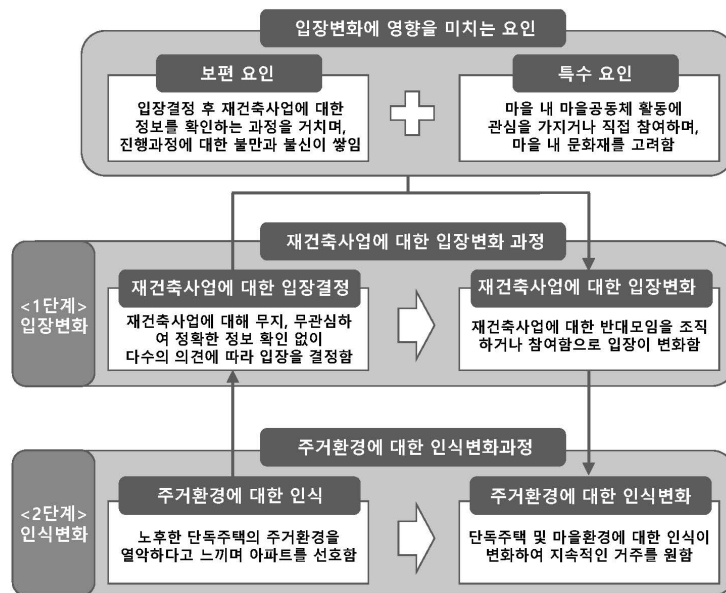 입장변화에 영향을 미치는 요인
보편 요인
입장결정 후 재건축사업에 대한
정보를 확인하는 과정을 거치며,
진행과정에 대한 불만과 불신이 쌓임
특수 요인
마을 내 마을공동체 활동에
관심을 가지거나 직접 참여하며,
마을 내 문화재를 고려함
재건축사업에 대한 입장변화 과정
<1단계>
입장변화
재건축사업에 대한 입장결정
재건축사업에 대해 무지, 무관심하
여 정확한 정보 확인 없이
다수의 의견에 따라 입장을 결정함
재건축사업에 대한 입장변화
재건축사업에 대한 반대모임을 조직
하거나 참여함으로 입장이 변화함
주거환경에 대한 인식변화과정
<2단계>
인식변화
주거환경에 대한 인식
노후한 단독주택의 주거환경을
열악하다고 느끼며 아파트를 선호함
주거환경에 대한 인식변화
단독주택 및 마을환경에 대한 인식이
변화하여 지속적인 거주를 원함